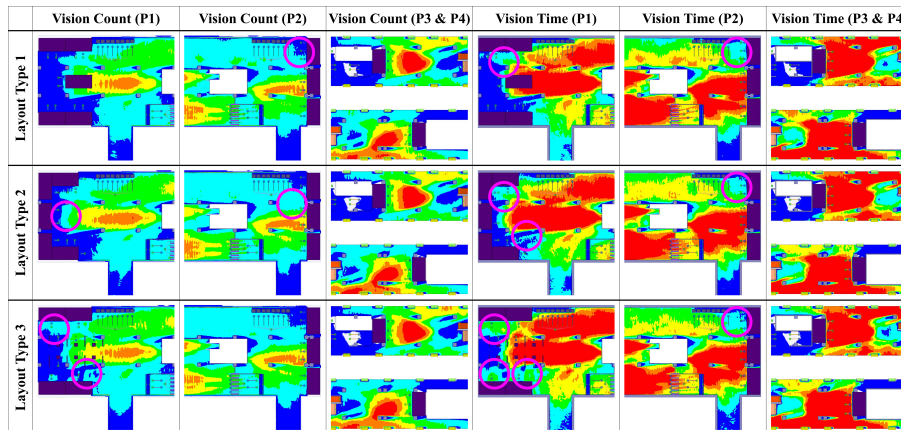 Vision Count (P1) Vision Count (P2) Vision Count (P3 & P4) Vision Time (P1) Vision Time (P2) Vision Time (P3 & P4)
Layout Type 1
Layout Type 2
Layout Type 3